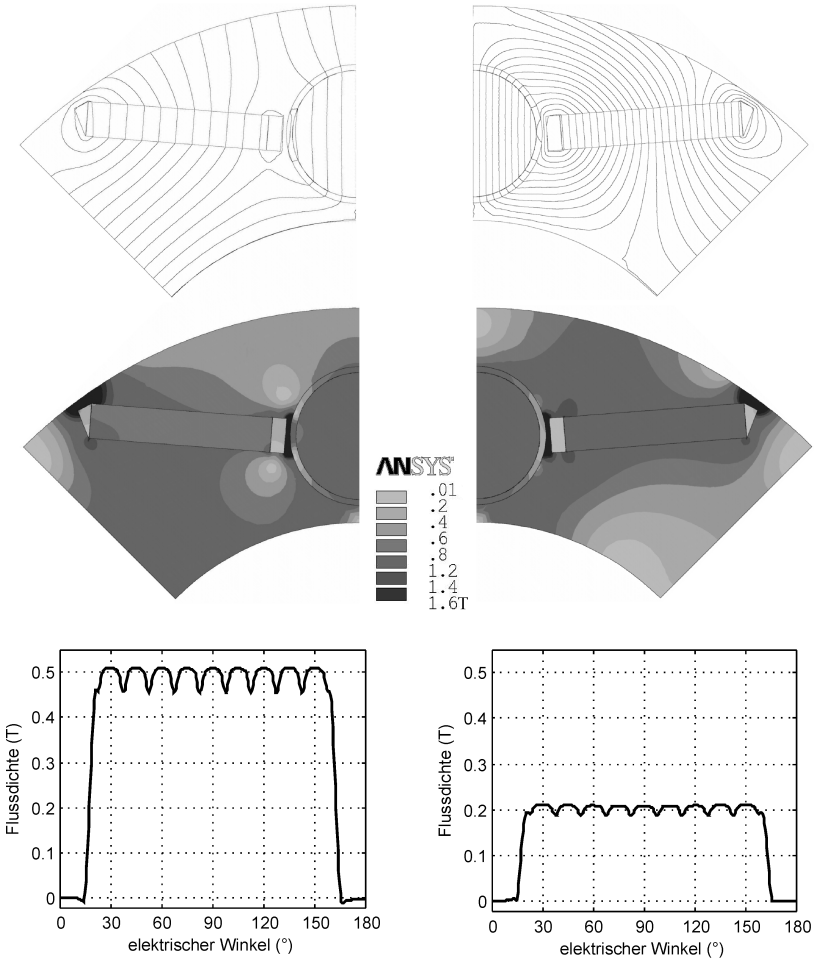 ANSYS
.01
.2
.4
.6
.8
1.2
1.4
1.6T
Flussdichte (T)
0.5
0.4
0.3
0.2
0.1
0
0 30 60 90 120 150 180
elektrischer Winkel (°)
Flussdichte (T)
0.5
0.4
0.3
0.2
0.1
0
0 30 60 90 120 150 180
elektrischer Winkel (°)